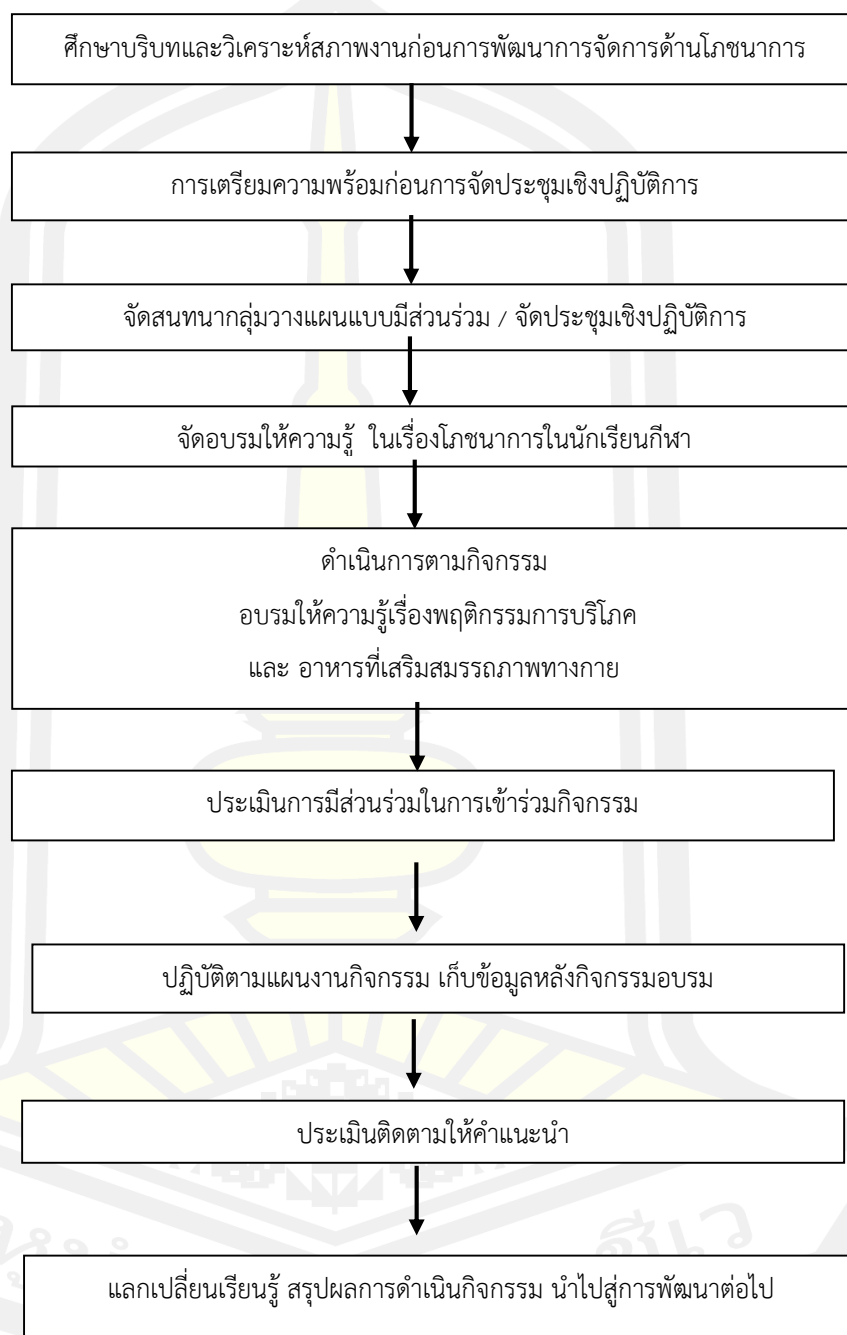 ศึกษาบริบทและวิเคราะห์สภาพงานก่อนการพัฒนาการจัดการด้านโภชนาการ
การเตรียมความพร้อมก่อนการจัดประชุมเชิงปฏิบัติการ
จัดสนทนากลุ่มวางแผนแบบมีส่วนร่วม / จัดประชุมเชิงปฏิบัติการ
จัดอบรมให้ความรู้ ในเรื่องโภชนาการในนักเรียนกีฬา
ดำเนินการตามกิจกรรม
อบรมให้ความรู้เรื่องพฤติกรรมการบริโภค
และ อาหารที่เสริมสมรรถภาพทางกาย
ประเมินการมีส่วนร่วมในการเข้าร่วมกิจกรรม
ปฏิบัติตามแผนงานกิจกรรม เก็บข้อมูลหลังกิจกรรมอบรม
ประเมินติดตามให้คำแนะนำ
แลกเปลี่ยนเรียนรู้ สรุปผลการดำเนินกิจกรรม นำไปสู่การพัฒนาต่อไป